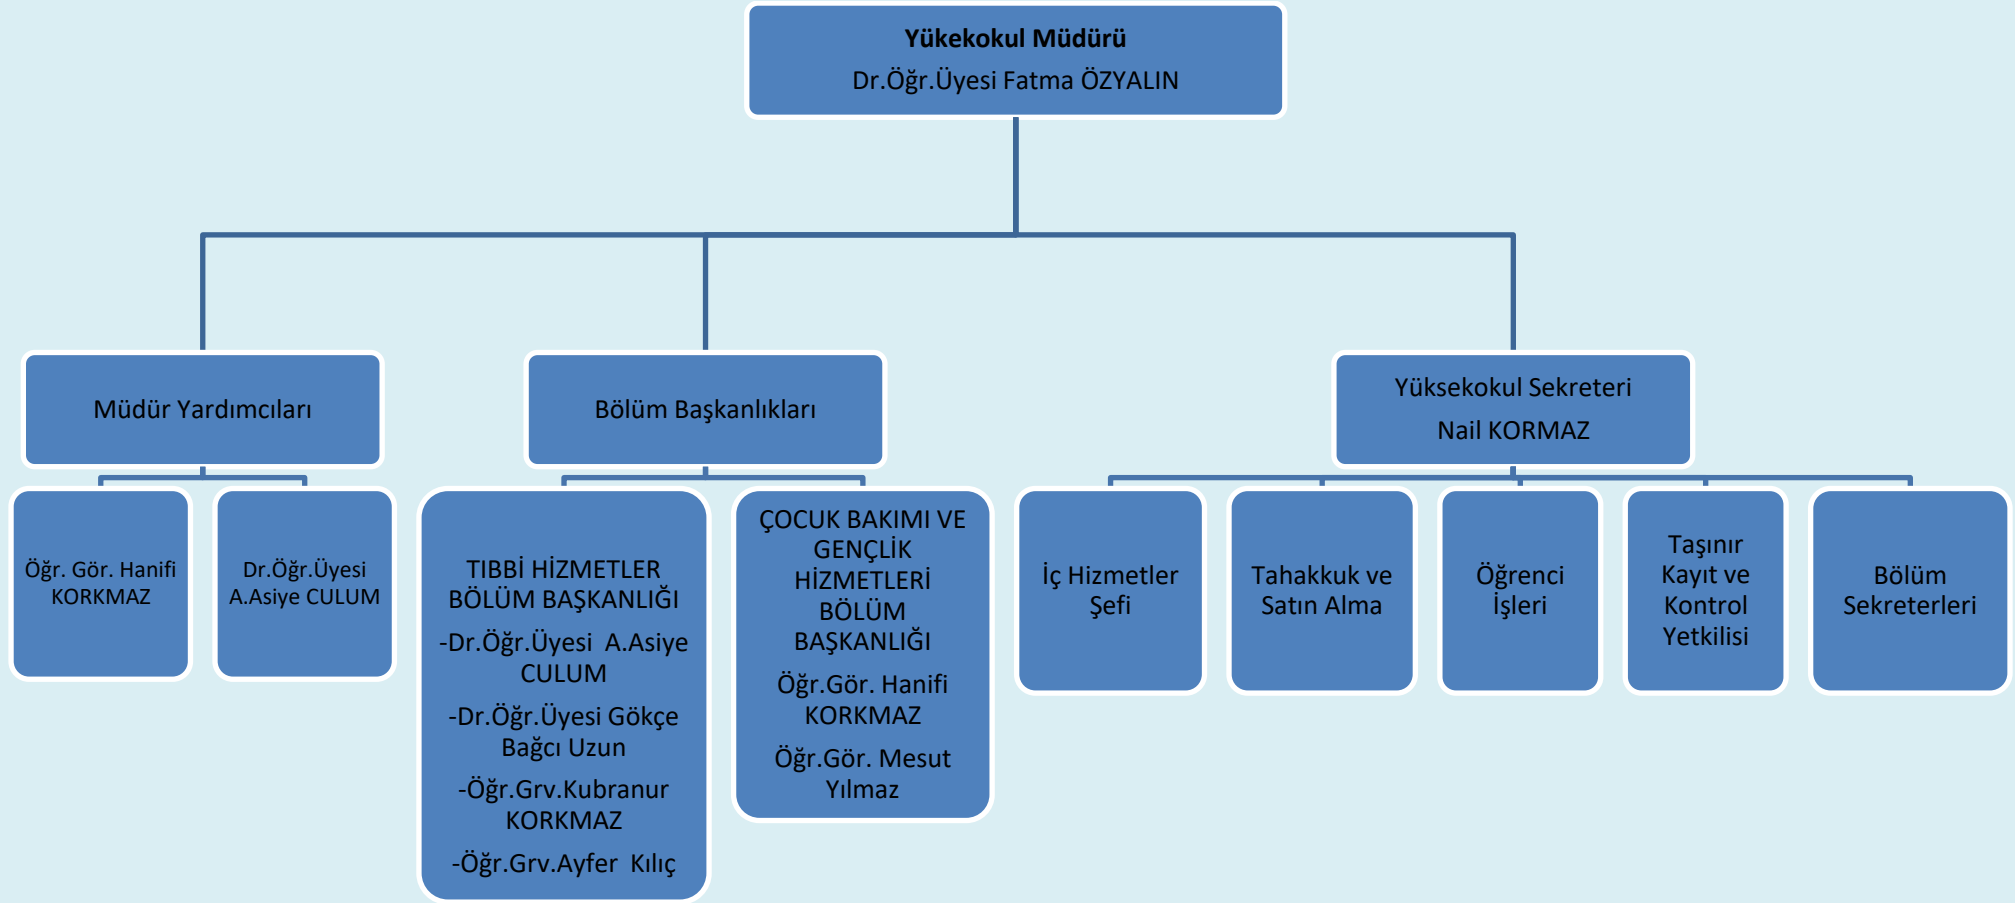 Yükekokul Müdürü
Dr.Öğr.Üyesi Fatma ÖZYALIN
Müdür Yardımcıları
Bölüm Başkanlıkları
Yüksekokul Sekreteri
Nail KORMAZ
Öğr. Gör. Hanifi
KORKMAZ
Dr.Öğr.Üyesi
A.Asiye CULUM
TIBBİ HİZMETLER
BÖLÜM BAŞKANLIĞI
-Dr.Öğr.Üyesi  A.Asiye
CULUM
-Dr.Öğr.Üyesi Gökçe
Bağcı Uzun
-Öğr.Grv.Kubranur
KORKMAZ
-Öğr.Grv.Ayfer  Kılıç
ÇOCUK BAKIMI VE
GENÇLİK
HİZMETLERİ
BÖLÜM
BAŞKANLIĞI
Öğr.Gör. Hanifi
KORKMAZ
Öğr.Gör. Mesut
Yılmaz
İç Hizmetler
Şefi
Tahakkuk ve
Satın Alma
Öğrenci
İşleri
Taşınır
Kayıt ve
Kontrol
Yetkilisi
Bölüm
Sekreterleri